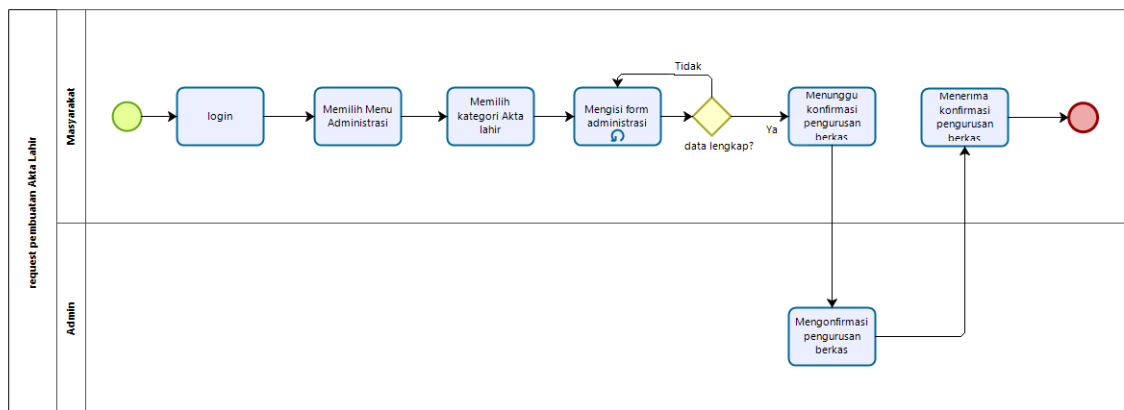 request pembuatan Akta Lahir
Masyarakat
login
Memilih Menu
Administrasi
Memilih
kategori Akta
lahir
Mengisi form
administrasi
Tidak
data lengkap?
Ya
Menunggu
konfirmasi
pengurusan
berkas
Menerima
konfirmasi
pengurusan
berkas
Admin
Mengonfirmasi
pengurusan
berkas